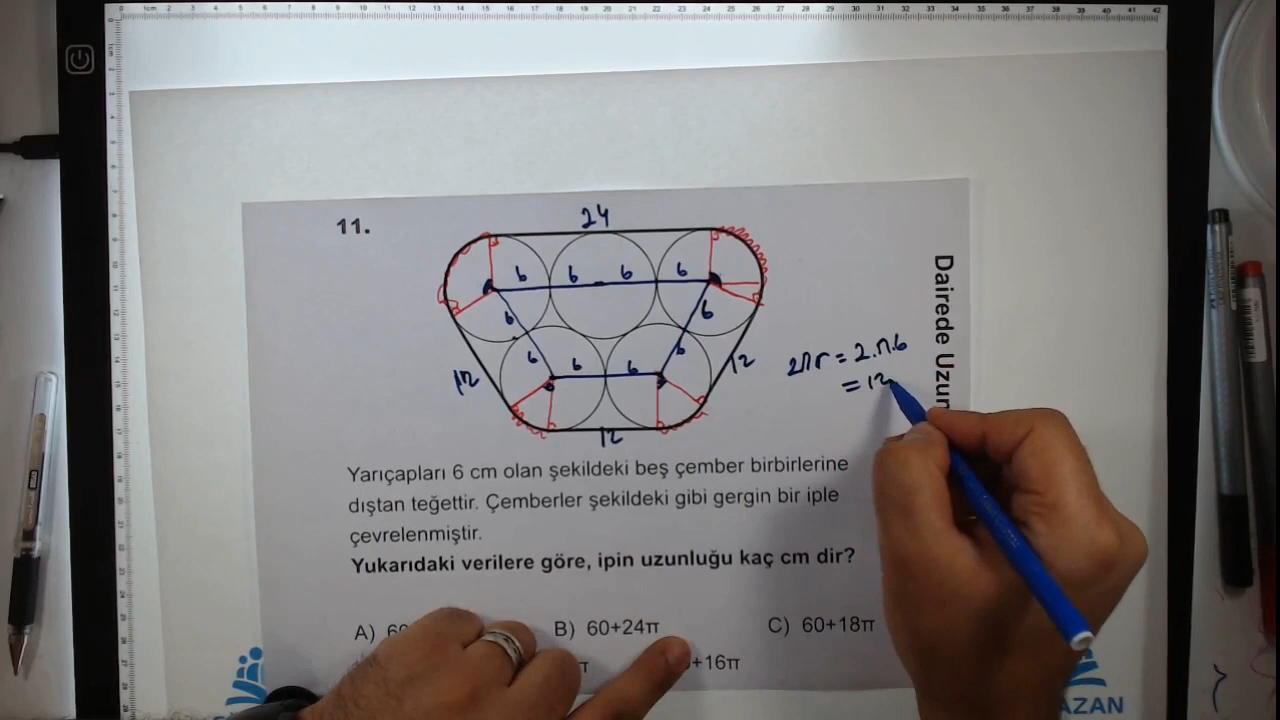 11.
24
6 6 6 6
6 6
6 6 6 6
12 12
12
2πr = 2.π.6
= 12
Yarıçapları 6 cm olan şekildeki beş çember birbirlerine
dıştan teğettir. Çemberler şekildeki gibi gergin bir iple
çevrelenmiştir.
Yukarıdaki verilere göre, ipin uzunluğu kaç cm dir?
A) 60 B) 60+24π C) 60+18π
π +16π
Dairede Uzun
AZAN